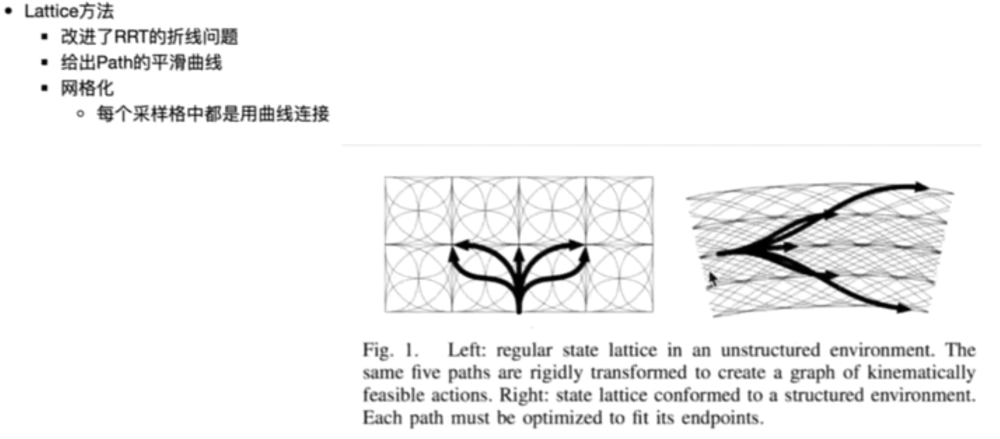 • Lattice方法
▪ 改进了RRT的折线问题
▪ 给出Path的平滑曲线
▪ 网格化
○ 每个采样格中都是用曲线连接
Fig. 1. Left: regular state lattice in an unstructured environment. The
same five paths are rigidly transformed to create a graph of kinematically
feasible actions. Right: state lattice conformed to a structured environment.
Each path must be optimized to fit its endpoints.